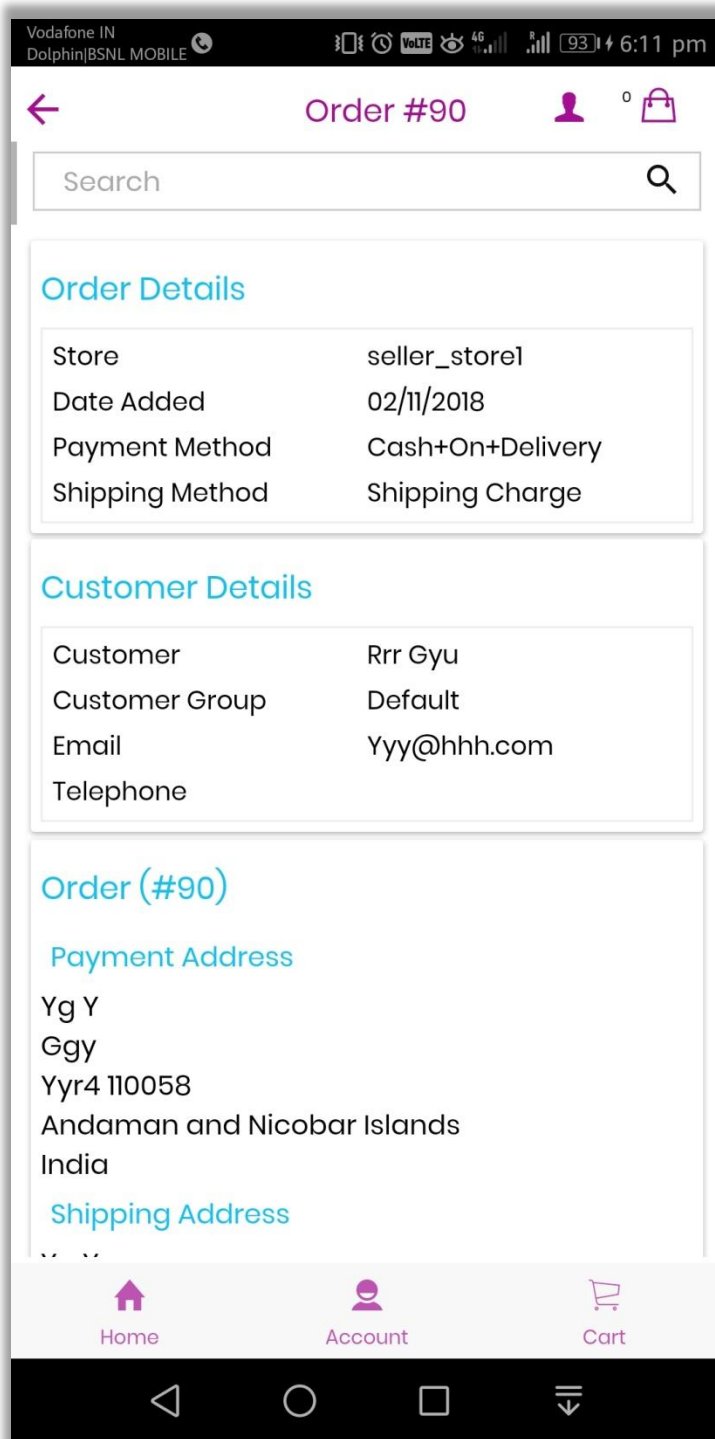 Vodafone IN
Dolphin|BSNL MOBILE VoLTE 4G R 93 6:11 pm
Order #90 0
Search
Order Details
Store seller_store1
Date Added 02/11/2018
Payment Method Cash+On+Delivery
Shipping Method Shipping Charge
Customer Details
Customer Rrr Gyu
Customer Group Default
Email Yyy@hhh.com
Telephone
Order (#90)
Payment Address
Yg Y
Ggy
Yyr4 110058
Andaman and Nicobar Islands
India
Shipping Address
Home Account Cart